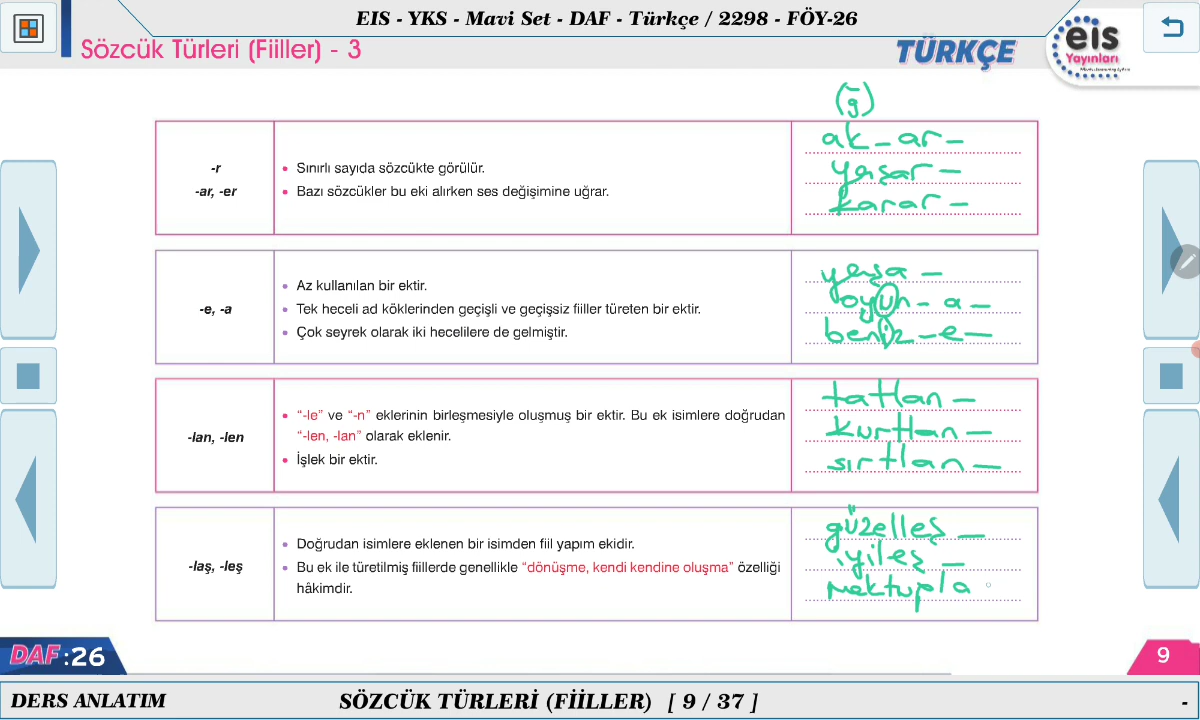 EIS - YKS - Mavi Set - DAF - Türkçe / 2298 - FÖY-26
Sözcük Türleri (Fiiller) - 3
TÜRKÇE
eis
Yayınları
(ğ)
-r
-ar, -er
• Sınırlı sayıda sözcükte görülür.
• Bazı sözcükler bu eki alırken ses değişimine uğrar.
ak - ar -
yaşar -
karar -
-e, -a
• Az kullanılan bir ektir.
• Tek heceli ad köklerinden geçişli ve geçişsiz fiiller türeten bir ektir.
• Çok seyrek olarak iki hecelilere de gelmiştir.
yaşa -
oyun - a -
beniz - e -
-lan, -len
• “-le” ve “-n” eklerinin birleşmesiyle oluşmuş bir ektir. Bu ek isimlere doğrudan
“-len, -lan” olarak eklenir.
• İşlek bir ektir.
tatlan -
kurtlan -
sırtlan -
-laş, -leş
• Doğrudan isimlere eklenen bir isimden fiil yapım ekidir.
• Bu ek ile türetilmiş fiillerde genellikle “dönüşme, kendi kendine oluşma” özelliği
hâkimdir.
güzelleş -
iyileş -
mektupla
DAF :26
9
DERS ANLATIM
SÖZCÜK TÜRLERİ (FİİLLER) [ 9 / 37 ]
-